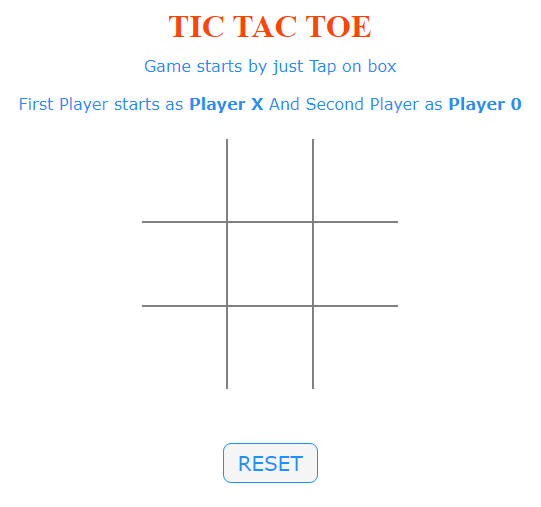 TIC TAC TOE
Game starts by just Tap on box
First Player starts as Player X And Second Player as Player 0
RESET